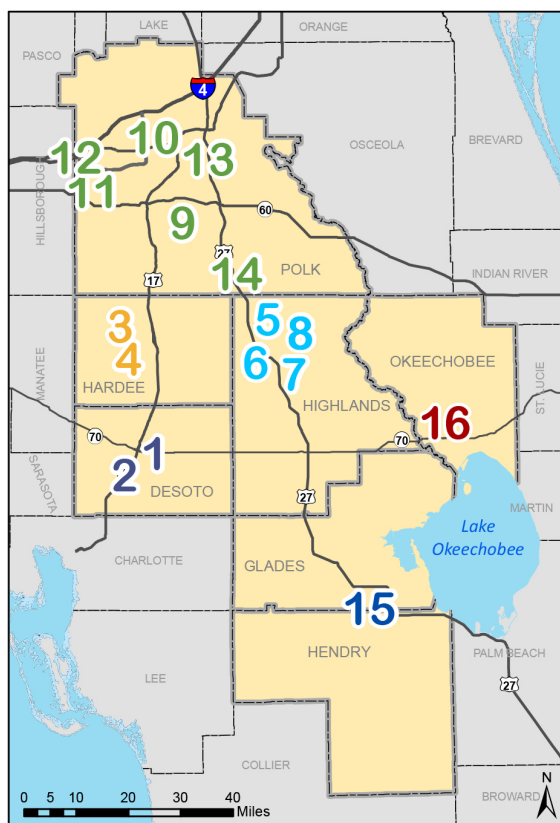 LAKE
ORANGE
PASCO
4
OSCEOLA
BREVARD
10
12
13
HILLSBOROUGH
11
9
60
27
14
POLK
17
INDIAN RIVER
3
5
8
4
6
7
OKEECHOBEE
MANATEE
HARDEE
HIGHLANDS
ST. LUCIE
16
70
70
1
2
SARASOTA
DESOTO
27
MARTIN
Lake
Okeechobee
CHARLOTTE
GLADES
15
HENDRY
PALM BEACH
LEE
27
COLLIER
BROWARD
N
0 5 10 20 30 40
Miles